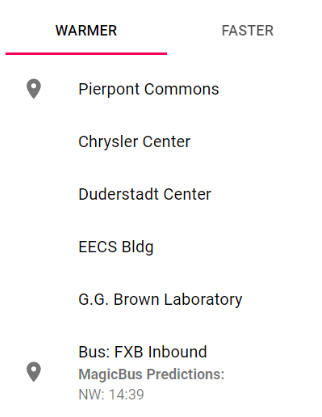 WARMER FASTER
Pierpont Commons
Chrysler Center
Duderstadt Center
EECS Bldg
G.G. Brown Laboratory
Bus: FXB Inbound
MagicBus Predictions:
NW: 14:39